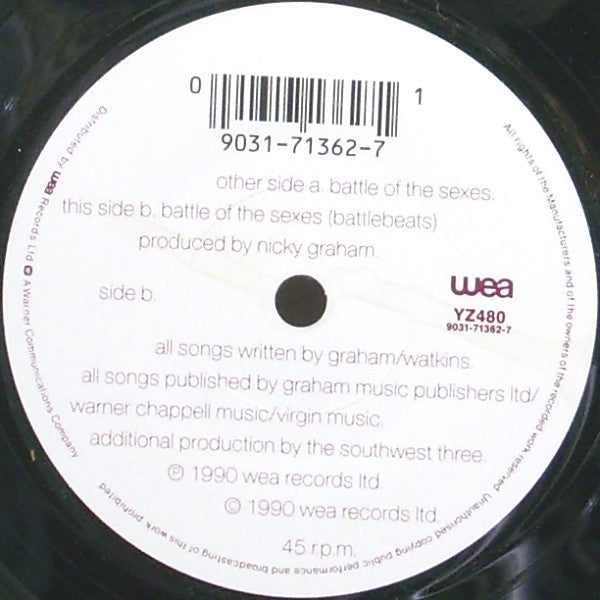 0 1
9031-71362-7
other side a. battle of the sexes.
this side b. battle of the sexes (battlebeats)
produced by nicky graham.
wea
side b.
YZ480
9031-71362-7
all songs written by graham/watkins.
all songs published by graham music publishers ltd/
warner chappell music/virgin music.
additional production by the southwest three.
℗ 1990 wea records ltd
© 1990 wea records ltd
45 r.p.m.
Distributed by wea Records Ltd. A Warner Communications Company
All rights of the Manufacturers and of the owners of the recorded work reserved. Unauthorised copying public performance and broadcasting of this work prohibited